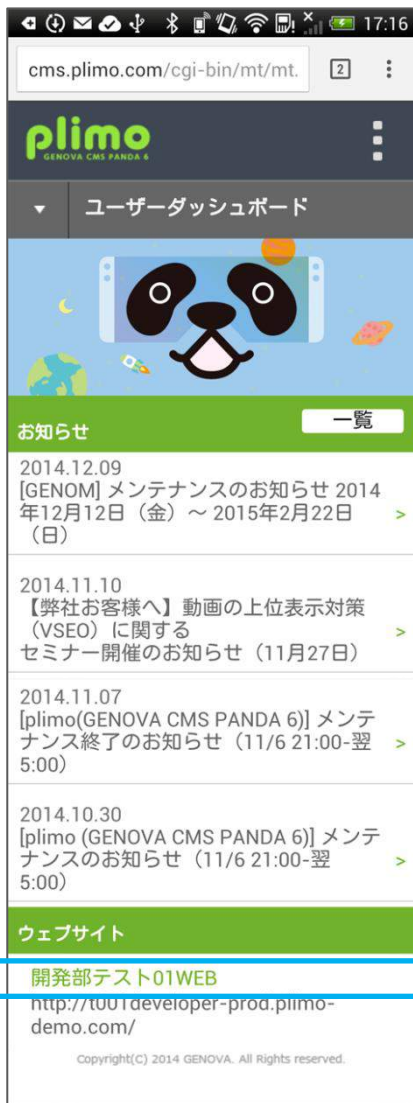 17:16
cms.plimo.com/cgi-bin/mt/mt.
2
plimo
GENOVA CMS PANDA 6
ユーザーダッシュボード
お知らせ
一覧
2014.12.09
[GENOM] メンテナンスのお知らせ 2014
年12月12日（金）～ 2015年2月22日
（日）
>
2014.11.10
【弊社お客様へ】動画の上位表示対策
（VSEO）に関する
セミナー開催のお知らせ（11月27日）
>
2014.11.07
[plimo(GENOVA CMS PANDA 6)] メンテ
ナンス終了のお知らせ（11/6 21:00-翌
5:00）
>
2014.10.30
[plimo (GENOVA CMS PANDA 6)] メンテ
ナンスのお知らせ（11/6 21:00-翌
5:00）
>
ウェブサイト
開発部テスト01WEB
http://t001developer-prod.plimo-
demo.com/
Copyright(C) 2014 GENOVA. All Rights reserved.